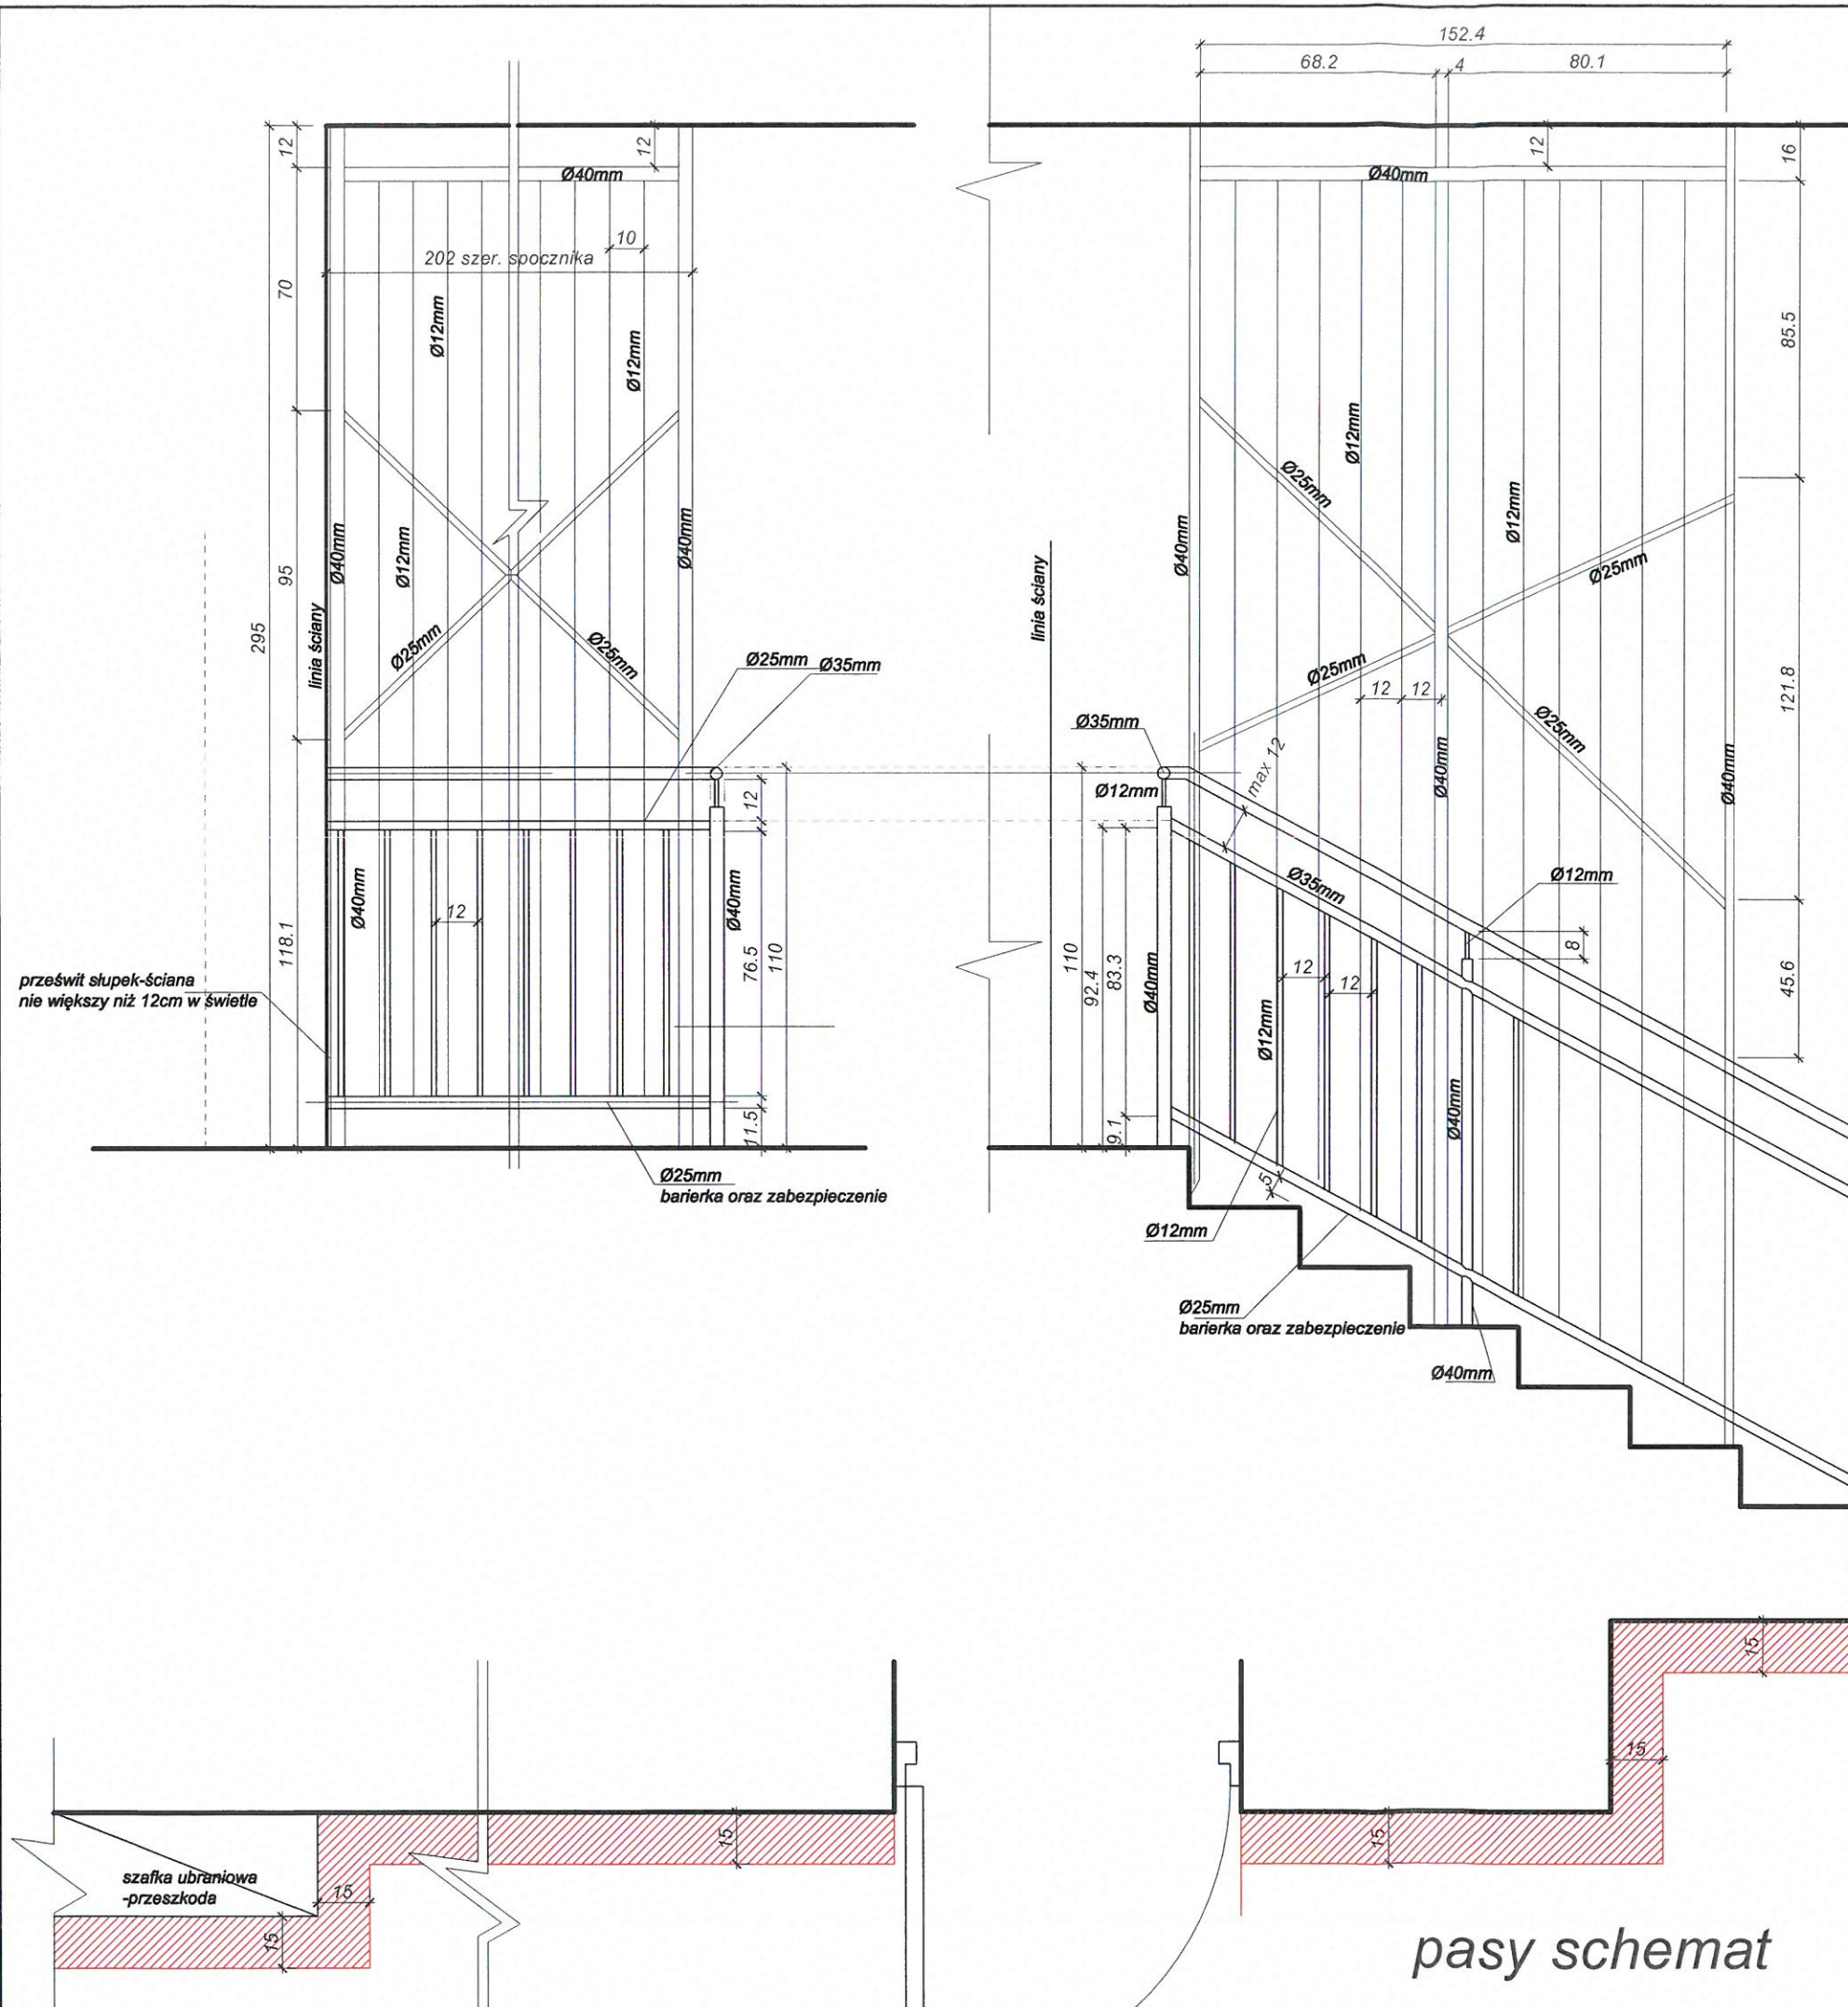 152.4
68.2
4
80.1
12
12
Ø40mm
70
10
202 szer. spocznika
Ø12mm
Ø12mm
295
95
linia ściany
Ø40mm
Ø12mm
Ø40mm
Ø25mm
Ø25mm
Ø25mm
Ø35mm
118.1
Ø40mm
12
Ø40mm
12
76.5
110
11.5
prześwit słupek-ściana
nie większy niż 12cm w świetle
Ø25mm
barierka oraz zabezpieczenie
12
Ø40mm
16
85.5
Ø12mm
Ø25mm
Ø12mm
Ø40mm
Ø25mm
linia ściany
Ø25mm
12
12
121.8
Ø25mm
Ø35mm
max 12
Ø40mm
Ø40mm
Ø12mm
Ø35mm
Ø12mm
8
45.6
110
92.4
83.3
Ø40mm
12
12
Ø12mm
Ø40mm
9.1
5
Ø12mm
Ø25mm
barierka oraz zabezpieczenie
Ø40mm
15
15
15
15
szafka ubraniowa
-przeszkoda
15
15
pasy schemat